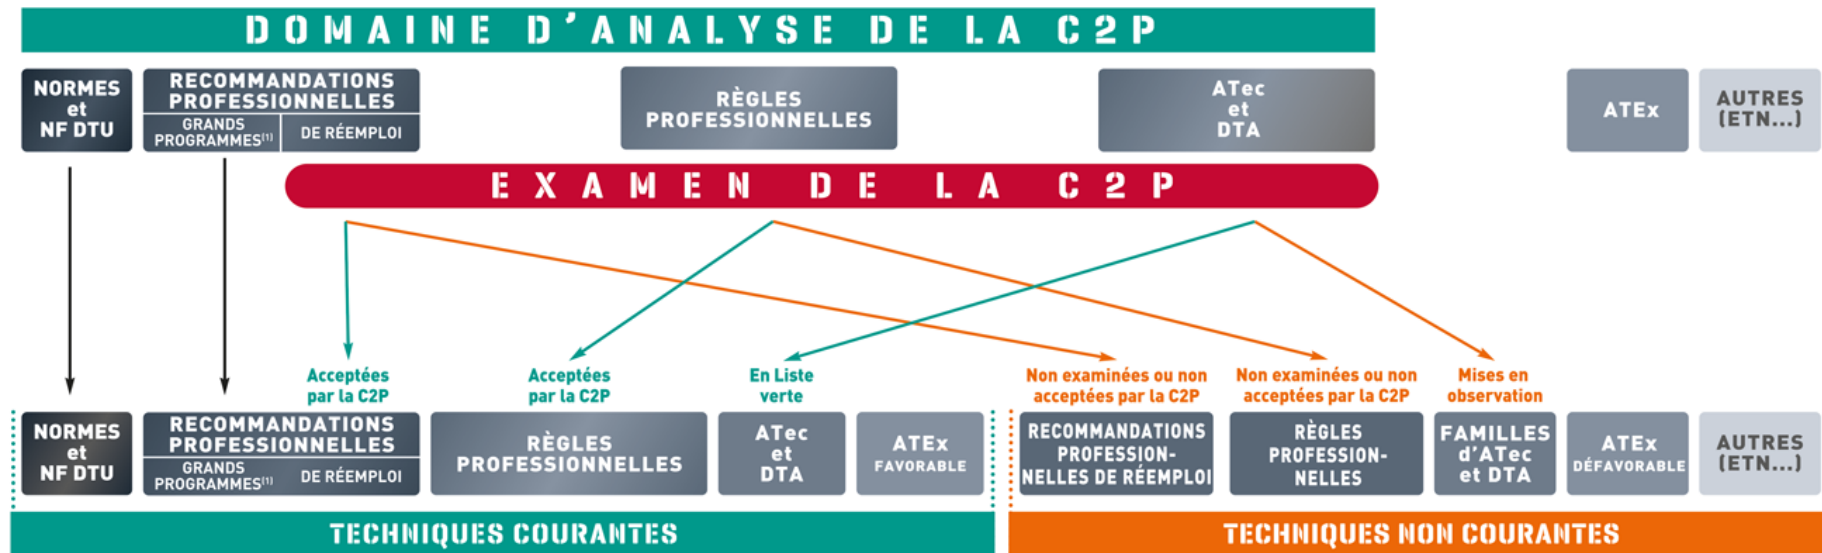 DOMAINE D'ANALYSE DE LA C2P
NORMES
et
NF DTU
RECOMMANDATIONS
PROFESSIONNELLES
GRANDS
PROGRAMMES(1)
DE RÉEMPLOI
RÈGLES
PROFESSIONNELLES
ATec
et
DTA
ATEx
AUTRES
(ETN...)
EXAMEN DE LA C2P
Acceptées
par la C2P
Acceptées
par la C2P
En Liste
verte
Non examinées ou non
acceptées par la C2P
Non examinées ou non
acceptées par la C2P
Mises en
observation
NORMES
et
NF DTU
RECOMMANDATIONS
PROFESSIONNELLES
GRANDS
PROGRAMMES(1)
DE RÉEMPLOI
RÈGLES
PROFESSIONNELLES
ATec
et
DTA
ATEx
FAVORABLE
RECOMMANDATIONS
PROFESSION-
NELLES DE RÉEMPLOI
RÈGLES
PROFESSION-
NELLES
FAMILLES
d'ATec
et DTA
ATEx
DÉFAVORABLE
AUTRES
(ETN...)
TECHNIQUES COURANTES
TECHNIQUES NON COURANTES